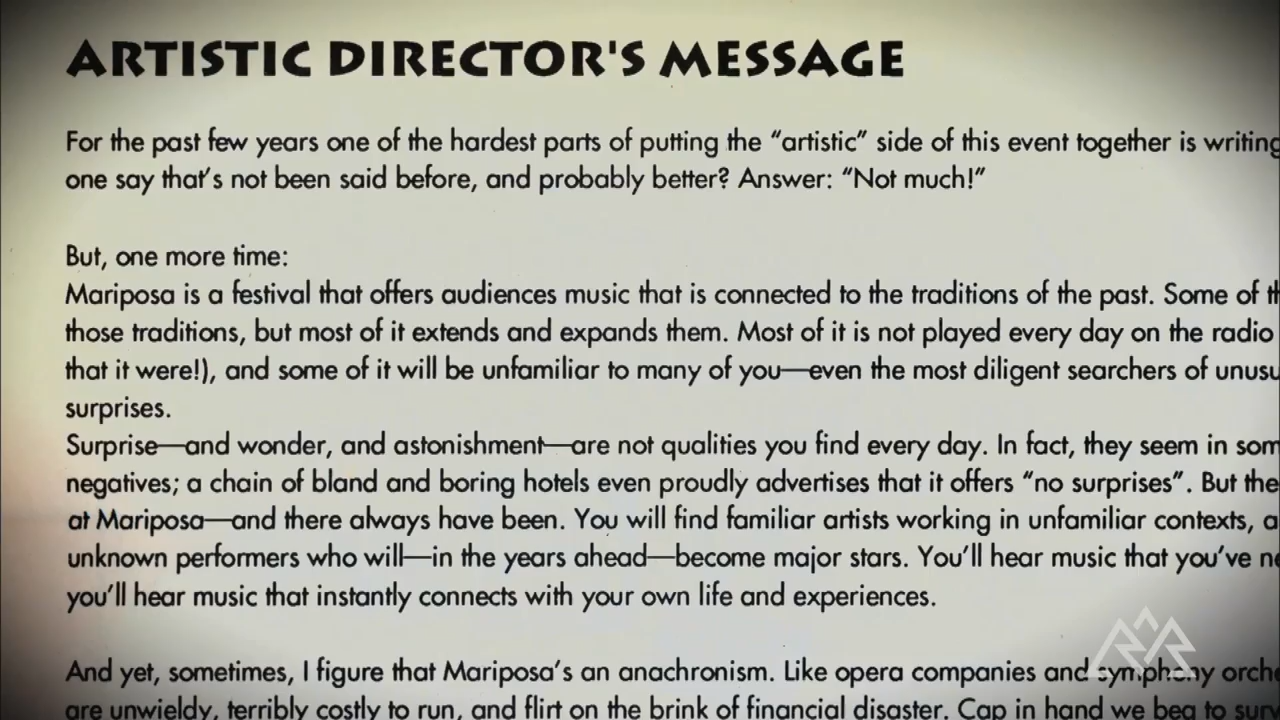 ARTISTIC DIRECTOR'S MESSAGE
For the past few years one of the hardest parts of putting the “artistic” side of this event together is writing
one say that's not been said before, and probably better? Answer: “Not much!”
But, one more time:
Mariposa is a festival that offers audiences music that is connected to the traditions of the past. Some of
those traditions, but most of it extends and expands them. Most of it is not played every day on the radio
that it were!), and some of it will be unfamiliar to many of you—even the most diligent searchers of
surprises.
Surprise—and wonder, and astonishment—are not qualities you find every day. In fact, they seem in
negatives; a chain of bland and boring hotels even proudly advertises that it offers “no surprises”. But
at Mariposa—and there always have been. You will find familiar artists working in unfamiliar contexts,
unknown performers who will—in the years ahead—become major stars. You'll hear music that you've
you'll hear music that instantly connects with your own life and experiences.
And yet, sometimes, I figure that Mariposa's an anachronism. Like opera companies and symphony
are unwieldy, terribly costly to run, and flirt on the brink of financial disaster. Cap in hand we beg to